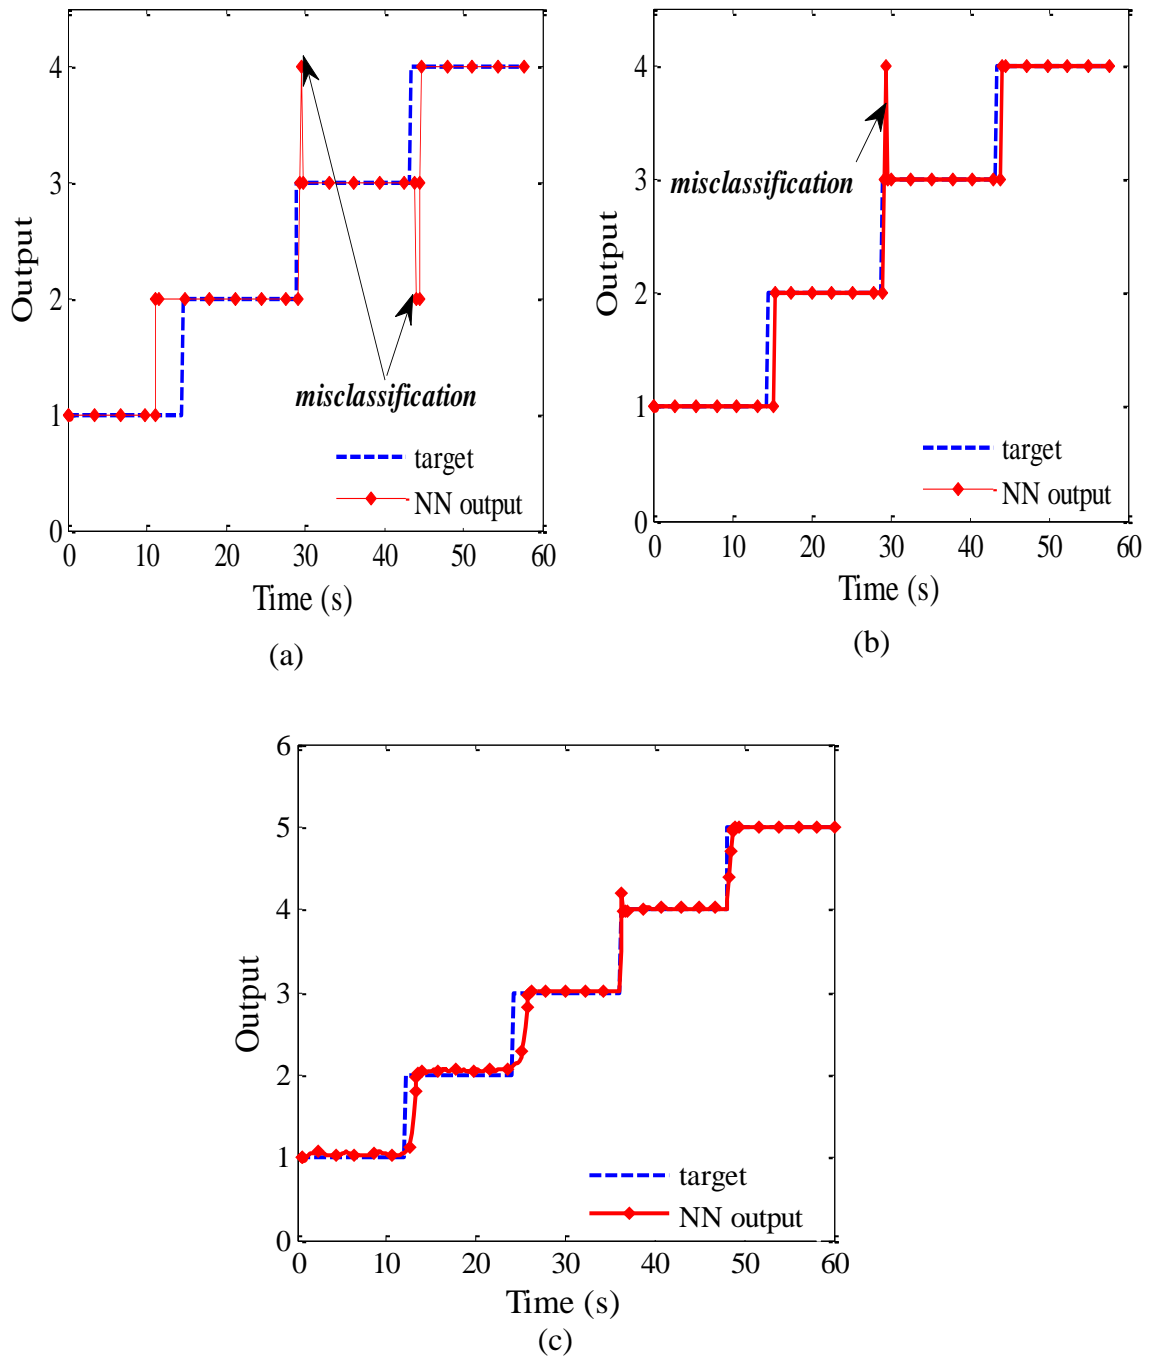 4
3
2
1
0
Output
misclassification
target
NN output
0 10 20 30 40 50 60
Time (s)
(a)
4
3
2
1
0
Output
misclassification
target
NN output
0 10 20 30 40 50 60
Time (s)
(b)
6
5
4
3
2
1
0
Output
target
NN output
0 10 20 30 40 50 60
Time (s)
(c)